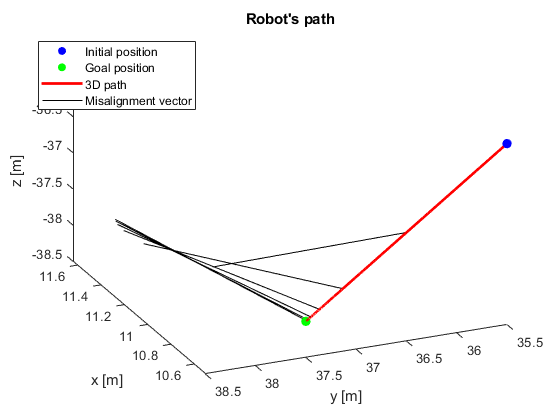 Robot's path
Initial position
Goal position
3D path
Misalignment vector
-36.5
-37
-37.5
-38
-38.5
z [m]
11.6
11.4
11.2
11
10.8
10.6
x [m]
38.5
38
37.5
37
36.5
36
35.5
y [m]